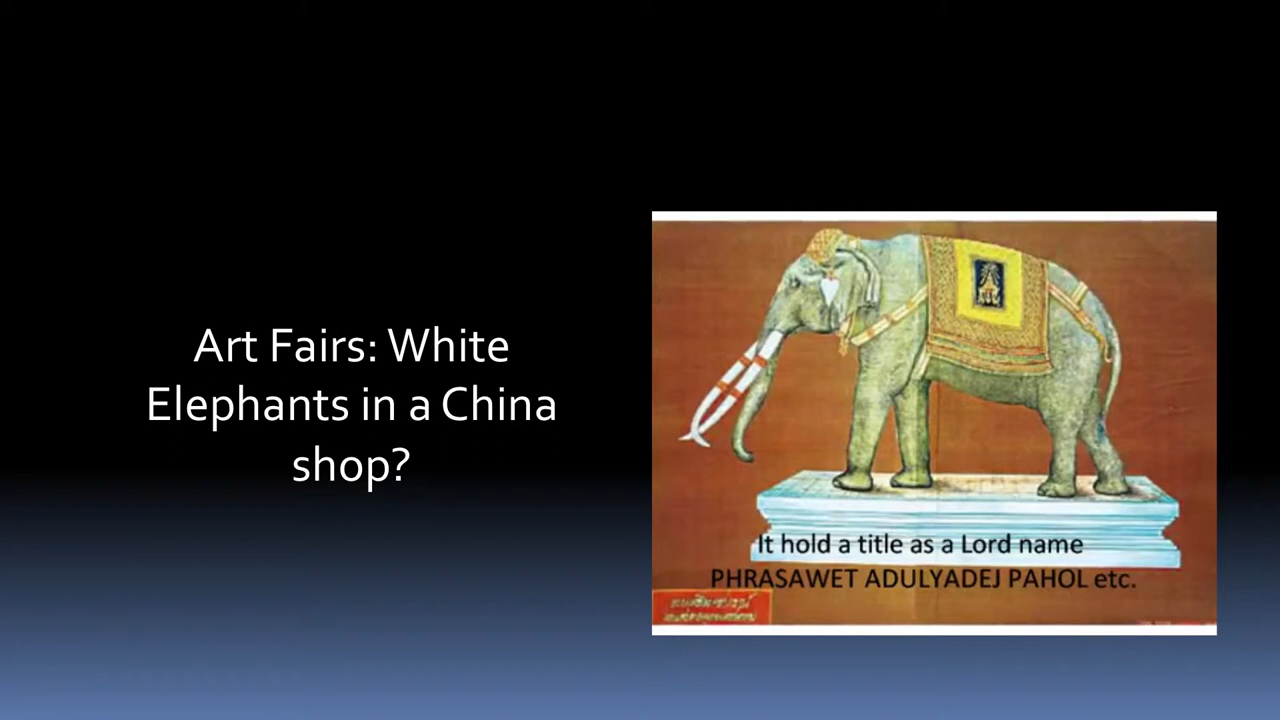 Art Fairs: White
Elephants in a China
shop?
It hold a title as a Lord name
PHRASAWET ADULYADEJ PAHOL etc.